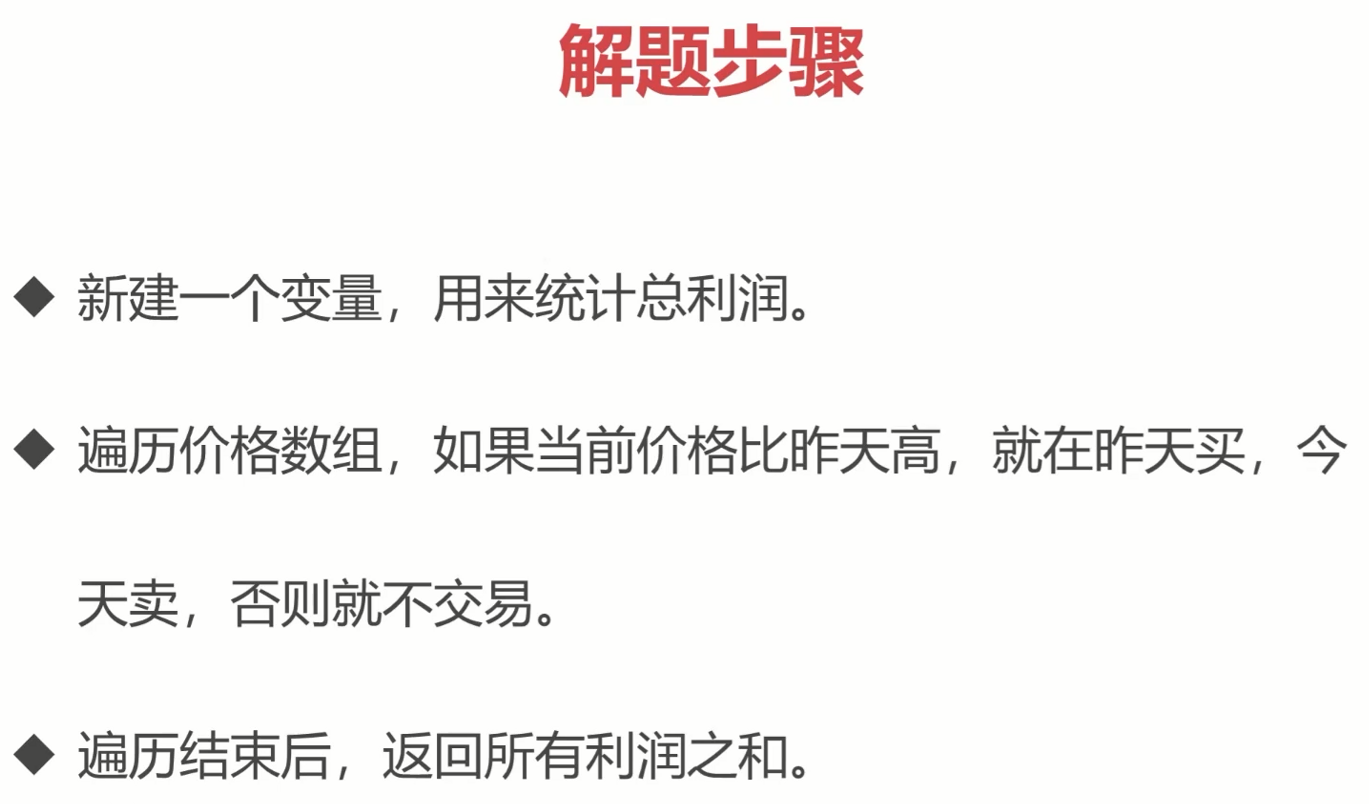 解题步骤
◆ 新建一个变量，用来统计总利润。
◆ 遍历价格数组，如果当前价格比昨天高，就在昨天买，今
天卖，否则就不交易。
◆ 遍历结束后，返回所有利润之和。